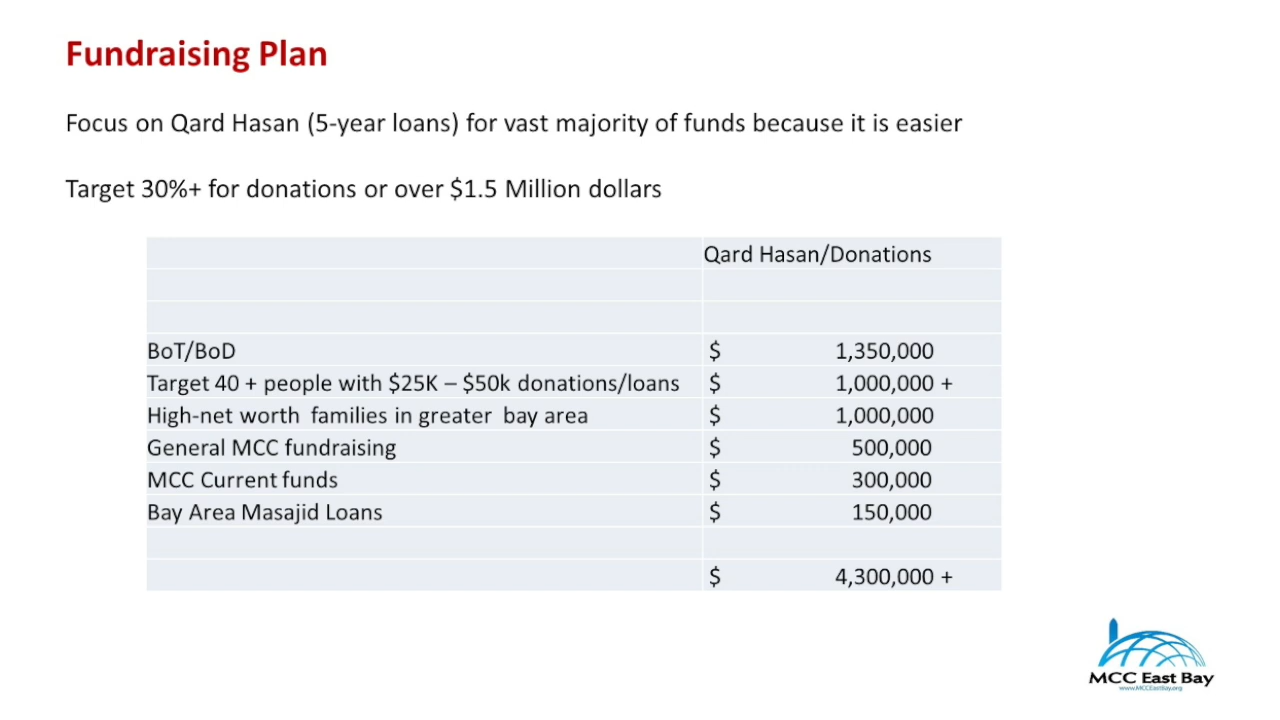 Fundraising Plan
Focus on Qard Hasan (5-year loans) for vast majority of funds because it is easier
Target 30%+ for donations or over $1.5 Million dollars
Qard Hasan/Donations
BoT/BoD $ 1,350,000
Target 40 + people with $25K – $50k donations/loans $ 1,000,000 +
High-net worth families in greater bay area $ 1,000,000
General MCC fundraising $ 500,000
MCC Current funds $ 300,000
Bay Area Masajid Loans $ 150,000
$ 4,300,000 +
MCC East Bay
www.MCCEastBay.org